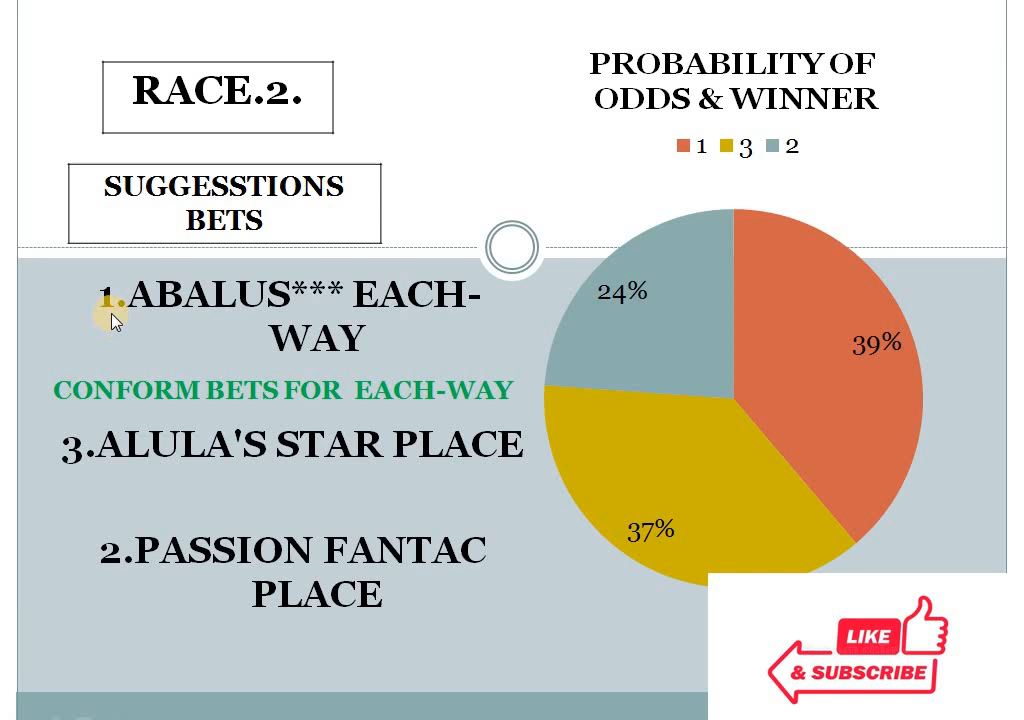 RACE.2.
SUGGESSTIONS
BETS
1.ABALUS*** EACH-
WAY
CONFORM BETS FOR EACH-WAY
3.ALULA'S STAR PLACE
2.PASSION FANTAC
PLACE
PROBABILITY OF
ODDS & WINNER
1 3 2
24%
39%
37%
LIKE
& SUBSCRIBE